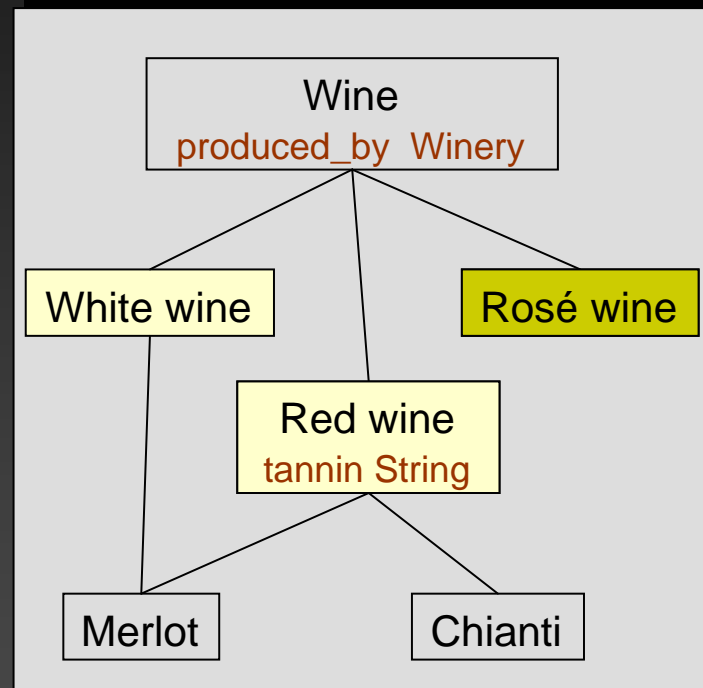 Wine
produced_by Winery
White wine
Rosé wine
Red wine
tannin String
Merlot
Chianti